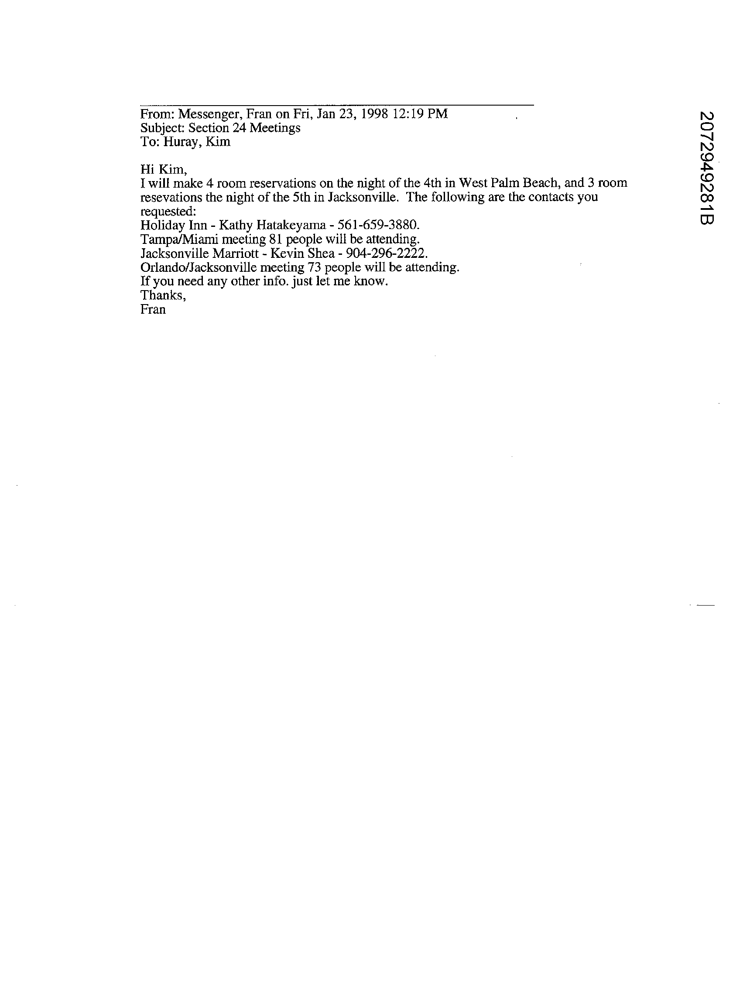 From: Messenger, Fran on Fri, Jan 23, 1998 12:19 PM
Subject: Section 24 Meetings
To: Huray, Kim
Hi Kim,
I will make 4 room reservations on the night of the 4th in West Palm Beach, and 3 room
resevations the night of the 5th in Jacksonville.  The following are the contacts you
requested:
Holiday Inn - Kathy Hatakeyama - 561-659-3880.
Tampa/Miami meeting 81 people will be attending.
Jacksonville Marriott - Kevin Shea - 904-296-2222.
Orlando/Jacksonville meeting 73 people will be attending.
If you need any other info. just let me know.
Thanks,
Fran
2072949281B